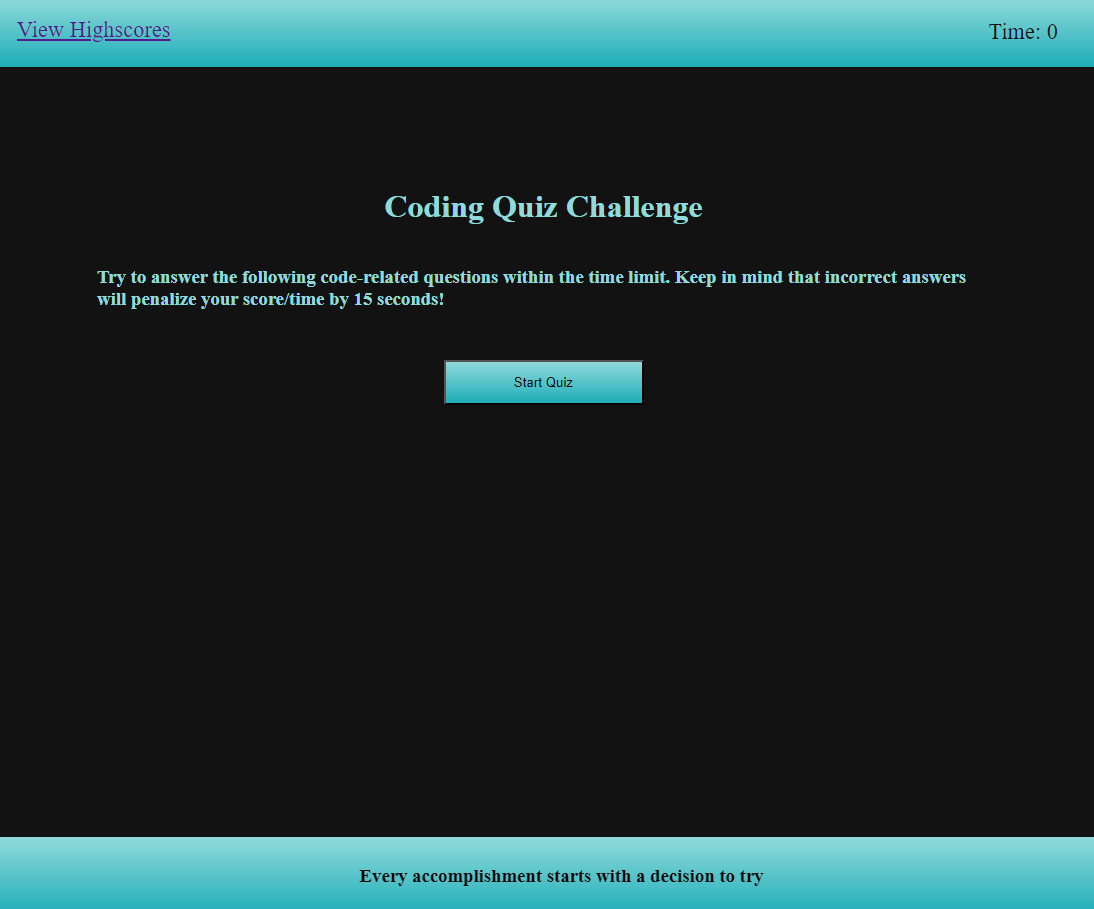 View Highscores
Time: 0
Coding Quiz Challenge
Try to answer the following code-related questions within the time limit. Keep in mind that incorrect answers
will penalize your score/time by 15 seconds!
Start Quiz
Every accomplishment starts with a decision to try